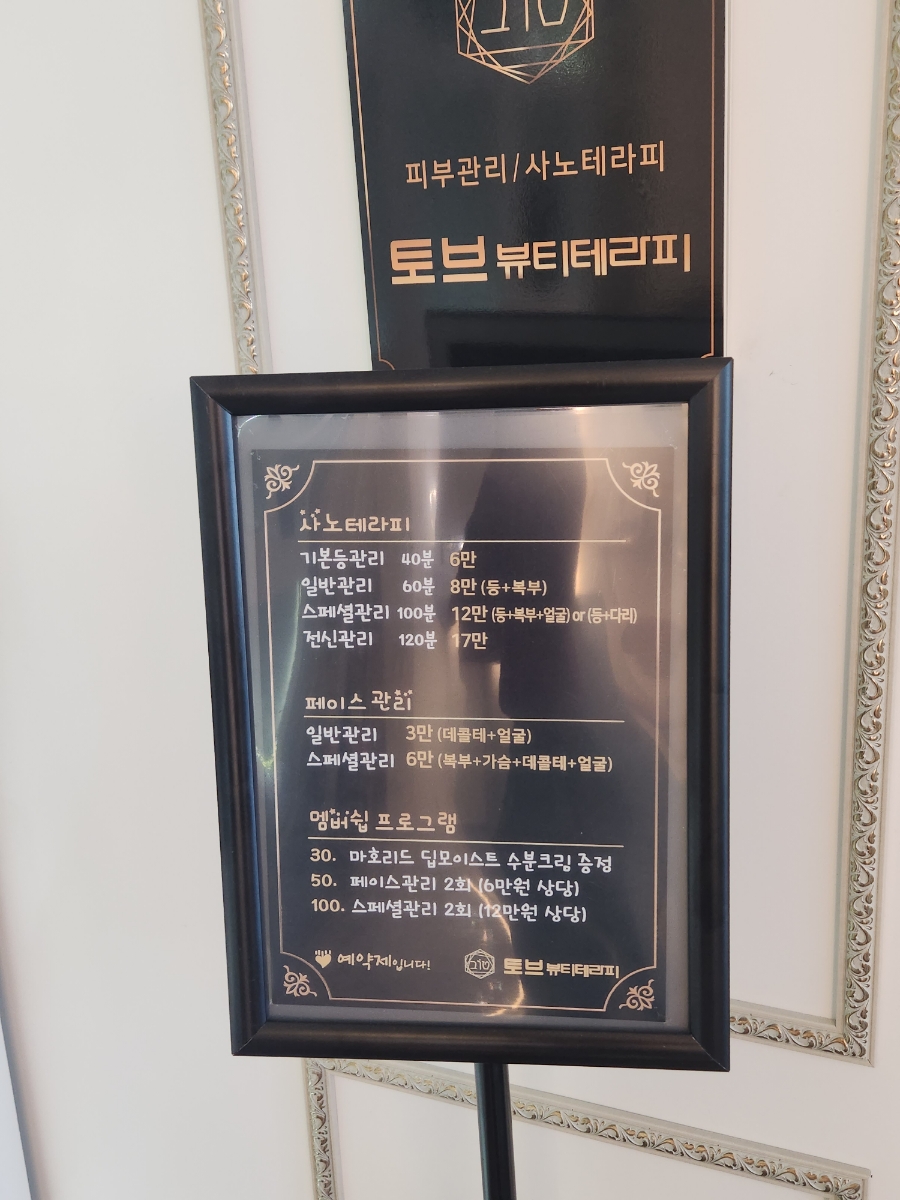 טוב
피부관리/사노테라피
토브 뷰티테라피
사노테라피
기본등관리 40분 6만
일반관리 60분 8만 (등+복부)
스페셜관리 100분 12만 (등+복부+얼굴) or (등+다리)
전신관리 120분 17만
페이스 관리
일반관리 3만 (데콜테+얼굴)
스페셜관리 6만 (복부+가슴+데콜테+얼굴)
멤버쉽 프로그램
30. 마호리드 딥모이스트 수분크림 증정
50. 페이스관리 2회 (6만원 상당)
100. 스페셜관리 2회 (12만원 상당)
예약제입니다!
טוב 토브 뷰티테라피